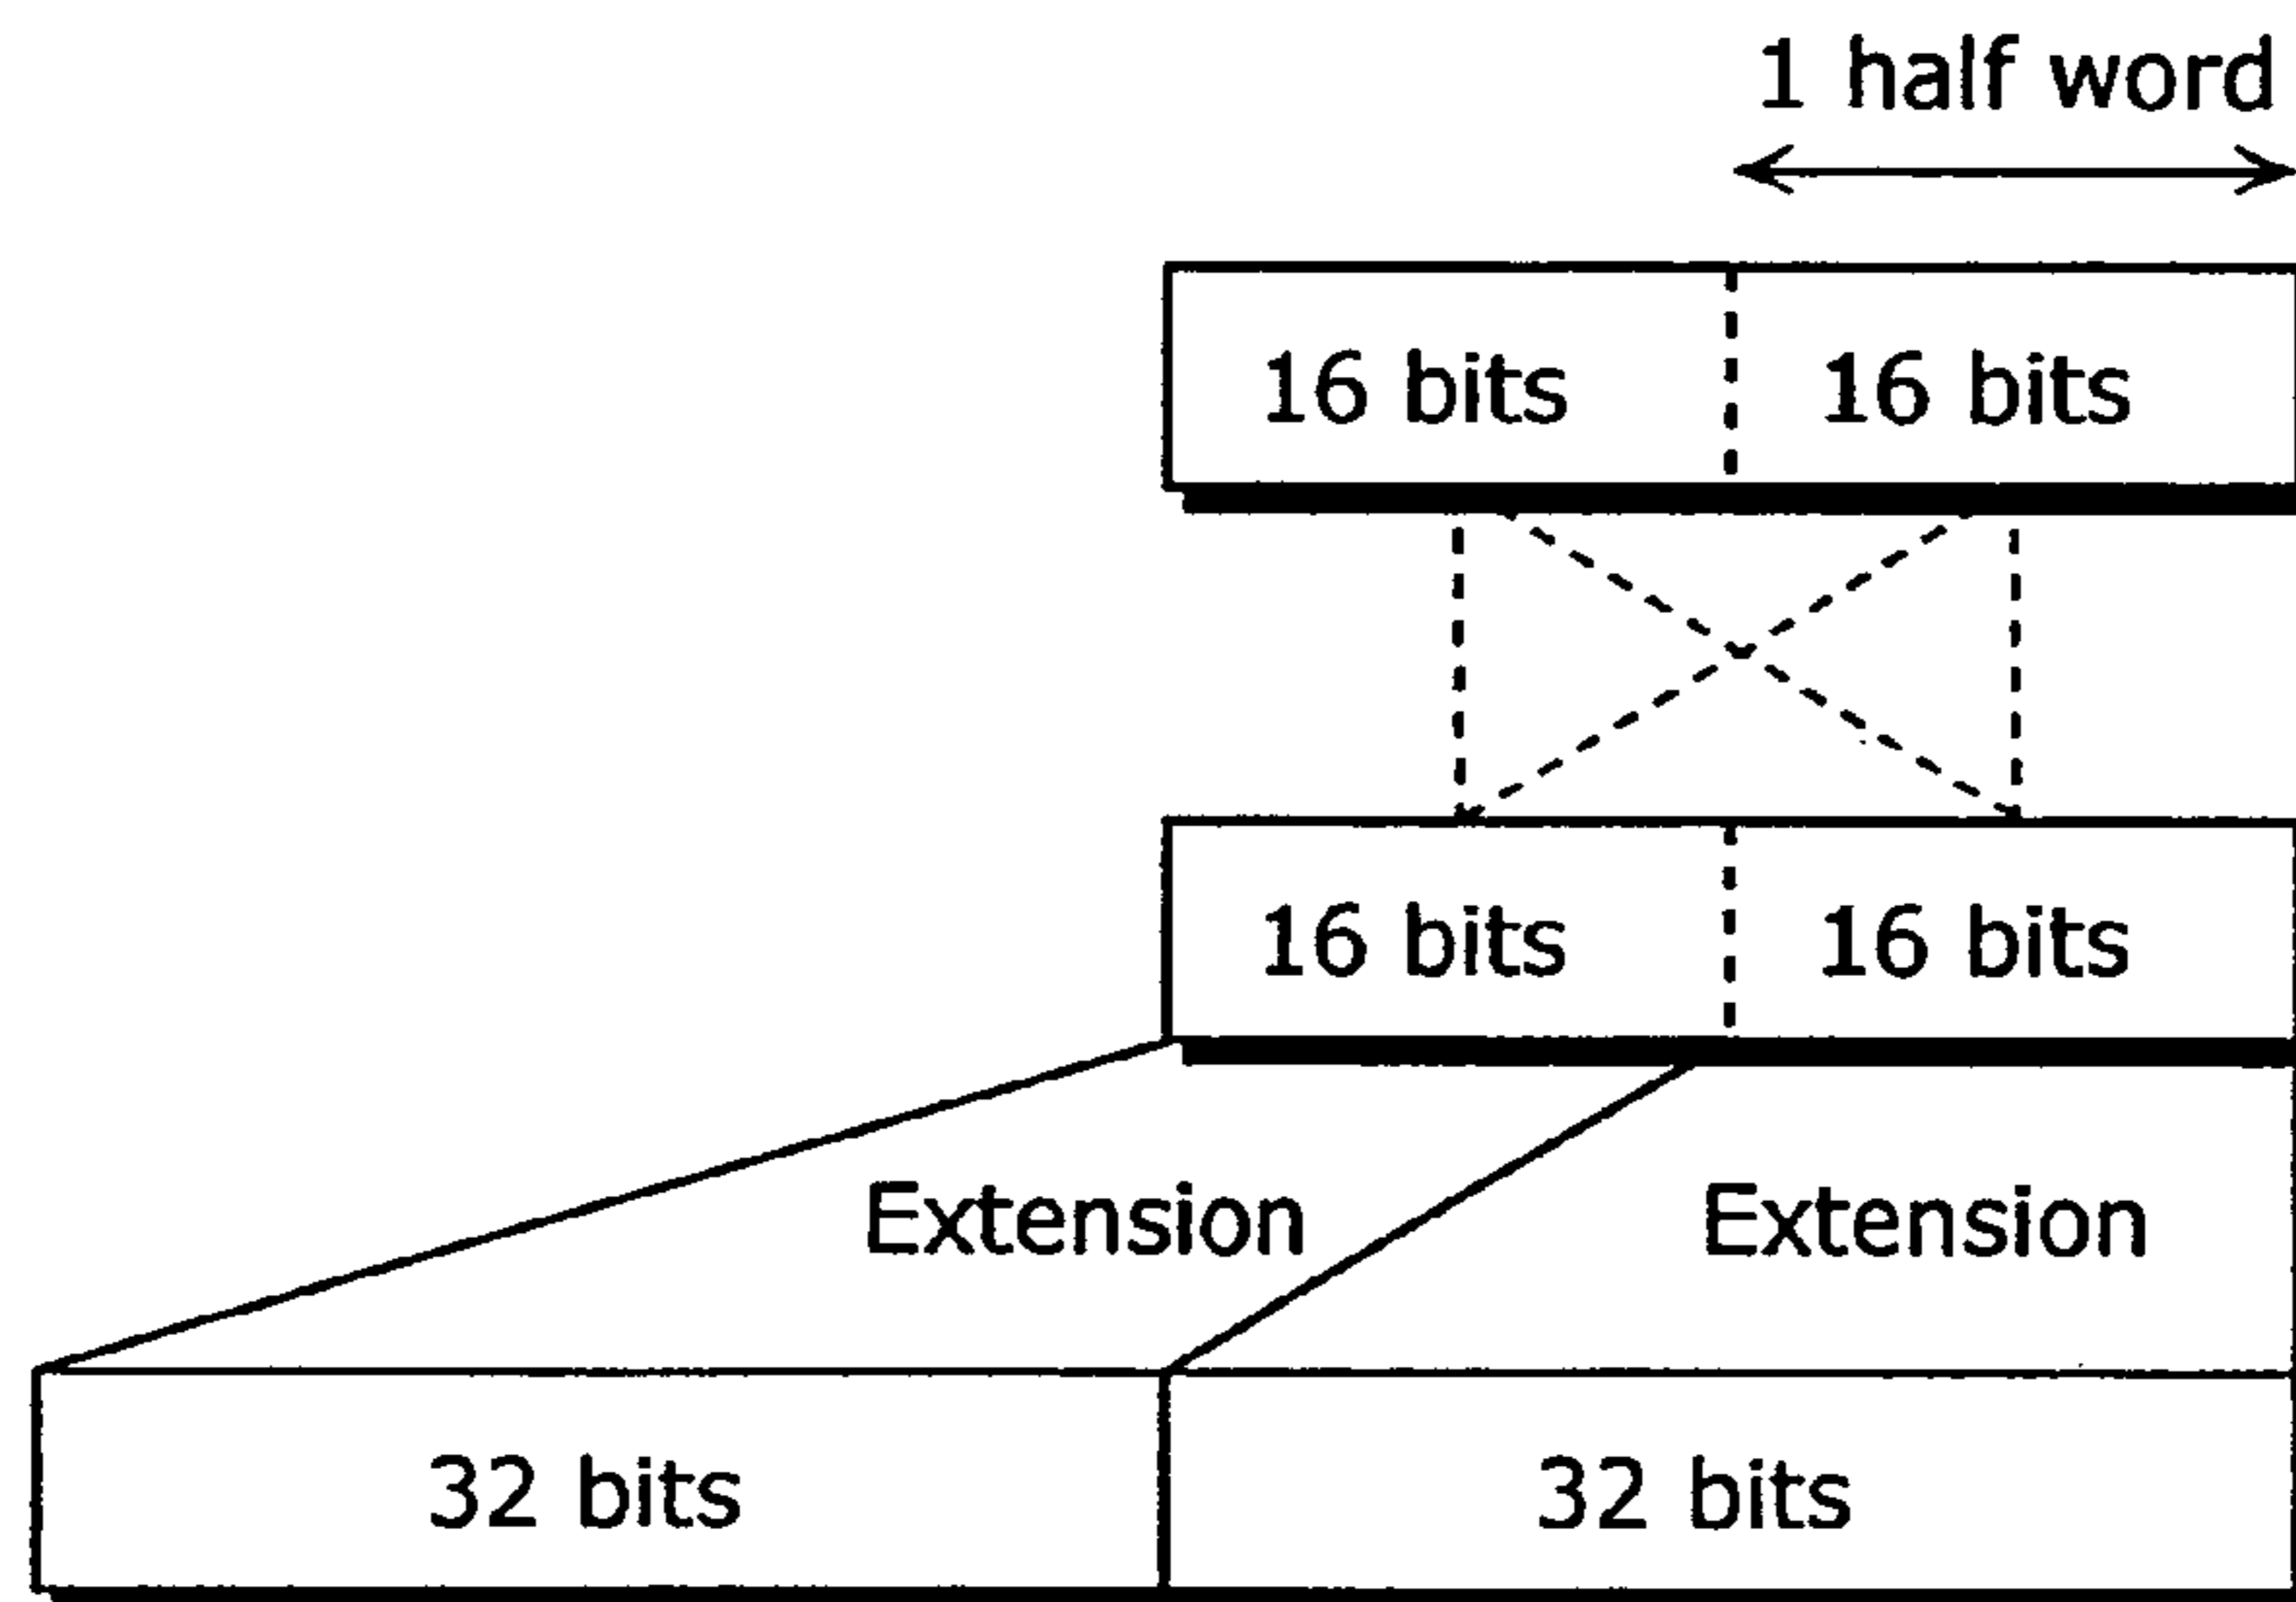 1 half word
16 bits 16 bits
16 bits 16 bits
Extension Extension
32 bits 32 bits